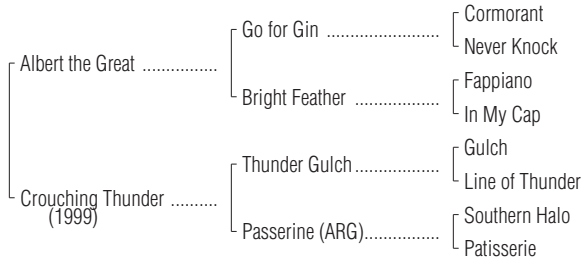 Cormorant
Go for Gin ........................
Never Knock
Albert the Great ................
Fappiano
Bright Feather ..................
In My Cap
Gulch
Thunder Gulch..................
Line of Thunder
Crouching Thunder ..........
(1999)
Southern Halo
Passerine (ARG)................
Patisserie